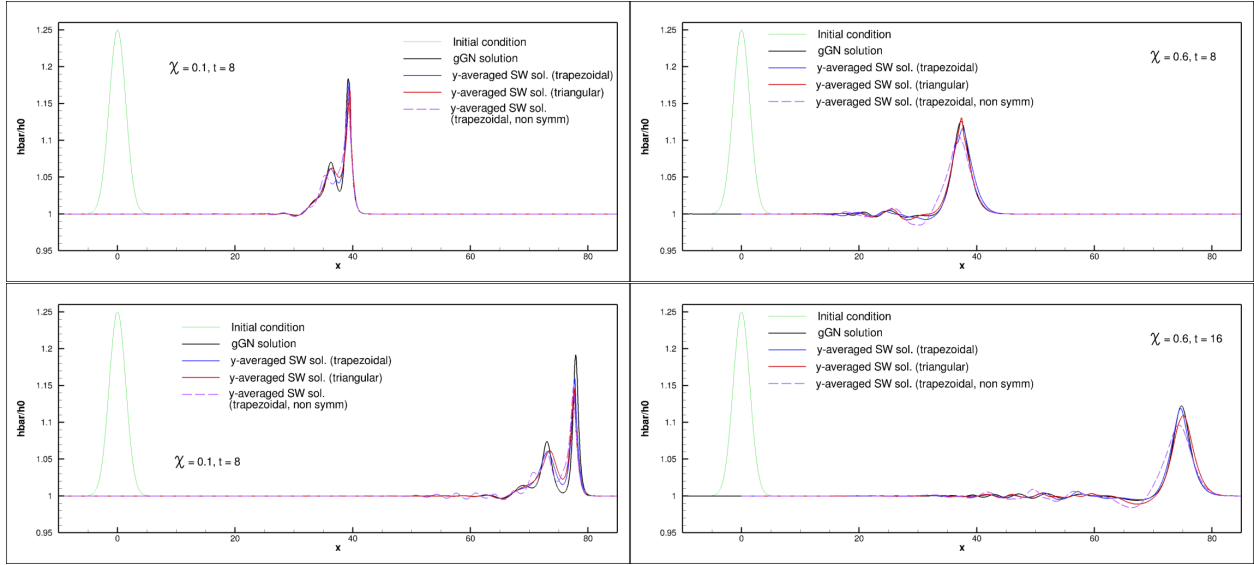 hbar/h0
1.25
1.2
1.15
1.1
1.05
1
0.95
0
20
40
60
80
x
χ = 0.1, t = 8
Initial condition
gGN solution
y-averaged SW sol. (trapezoidal)
y-averaged SW sol. (triangular)
y-averaged SW sol.
(trapezoidal, non symm)
hbar/h0
1.25
1.2
1.15
1.1
1.05
1
0.95
0
20
40
60
80
x
Initial condition
gGN solution
y-averaged SW sol. (trapezoidal)
y-averaged SW sol. (triangular)
y-averaged SW sol. (trapezoidal, non symm)
χ = 0.6, t = 8
hbar/h0
1.25
1.2
1.15
1.1
1.05
1
0.95
0
20
40
60
80
x
Initial condition
gGN solution
y-averaged SW sol. (trapezoidal)
y-averaged SW sol. (triangular)
y-averaged SW sol.
(trapezoidal, non symm)
χ = 0.1, t = 8
hbar/h0
1.25
1.2
1.15
1.1
1.05
1
0.95
0
20
40
60
80
x
Initial condition
gGN solution
y-averaged SW sol. (trapezoidal)
y-averaged SW sol. (triangular)
y-averaged SW sol. (trapezoidal, non symm)
χ = 0.6, t = 16